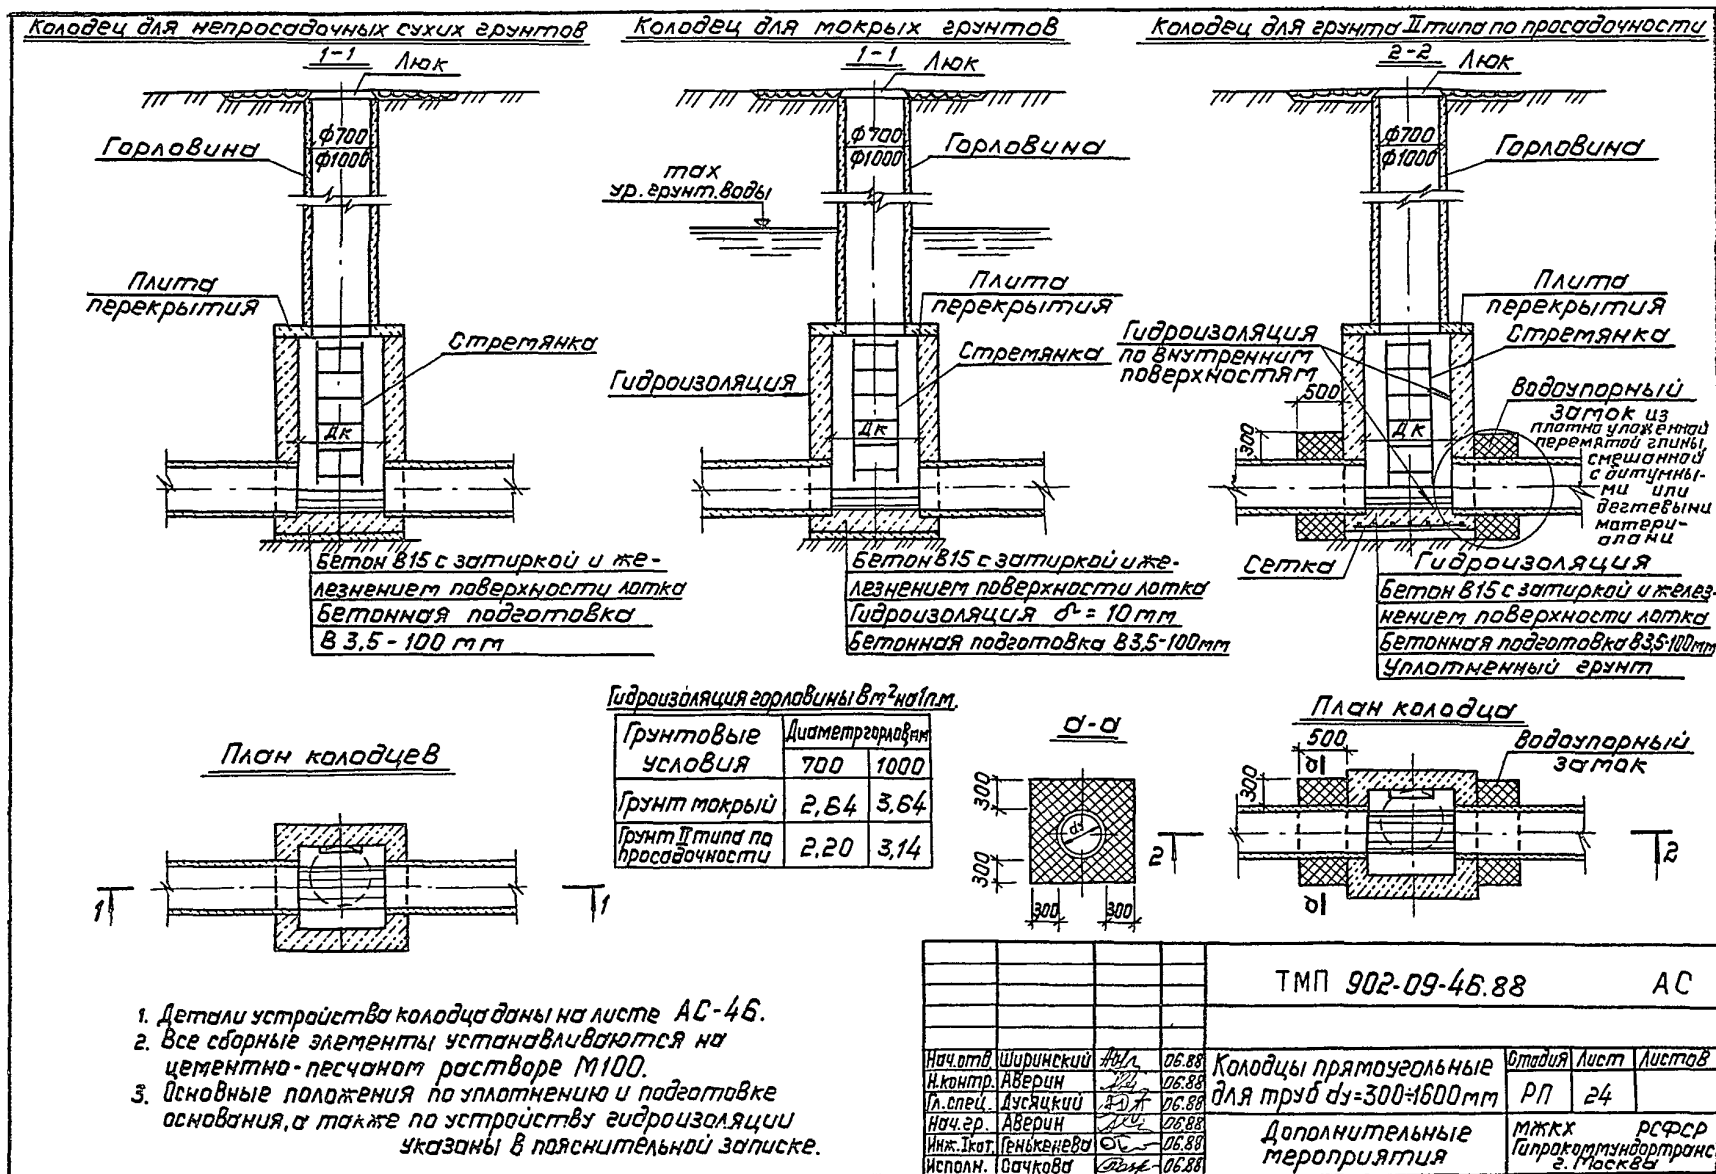 Колодец для непросадочных сухих грунтов
1-1
Люк
ф700
ф1000
Горловина
Плита
перекрытия
Стремянка
Дк
Бетон В15 с затиркой и же-
лезнением поверхности лотка
Бетонная подготовка
В 3,5-100 мм
Колодец для мокрых грунтов
1-1
Люк
ф700
ф1000
Горловина
max
ур. грунт. воды
Плита
перекрытия
Стремянка
Гидроизоляция
Дк
Бетон В15 с затиркой и же-
лезнением поверхности лотка
Гидроизоляция δ=10мм
Бетонная подготовка В3,5-100мм
Колодец для грунта II типа по просадочности
2-2
Люк
ф700
ф1000
Горловина
Плита
перекрытия
Стремянка
Гидроизоляция
по внутренним
поверхностям
500
300
Дк
Водоупорный
замок из
плотно уложенной
перемятой глины,
смешанной
с битумны-
ми или
дегтевыми
матери-
алами
Сетка
Гидроизоляция
Бетон В15 с затиркой и желез-
нением поверхности лотка
Бетонная подготовка В3,5-100мм
Уплотненный грунт
План колодцев
1 1
Гидроизоляция горловины в м² на 1п.м.
Грунтовые условия Диаметр горлов, мм
700 1000
Грунт мокрый 2,64 3,64
Грунт II типа по просадочности 2,20 3,14
а-а
300
300
dу
300 300
План колодца
500
300
а
Водоупорный
замок
2 2
а
1. Детали устройства колодца даны на листе АС-46.
2. Все сборные элементы устанавливаются на
цементно-песчаном растворе М100.
3. Основные положения по уплотнению и подготовке
основания, а также по устройству гидроизоляции
указаны в пояснительной записке.
ТМП 902-09-46.88 АС
Нач.отд. Ширинский 06.88
Н.контр. Аверин 06.88
Гл.спец. Дусяцкий 06.88
Нач.гр. Аверин 06.88
Инж.Iкат. Генькенева 06.88
Исполн. Сачкова 06.88
Колодцы прямоугольные
для труб dу=300÷1600мм
Стадия Лист Листов
РП 24
Дополнительные
мероприятия
МЖКХ РСФСР
Гипрокоммундортранс
г. Москва